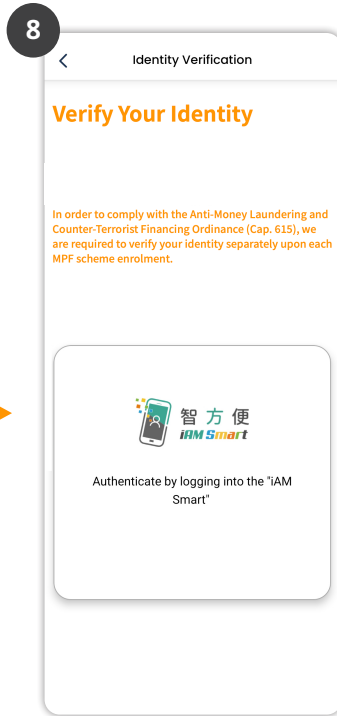 8
Identity Verification
Verify Your Identity
In order to comply with the Anti-Money Laundering and
Counter-Terrorist Financing Ordinance (Cap. 615), we
are required to verify your identity separately upon each
MPF scheme enrolment.
智方便
iAM Smart
Authenticate by logging into the "iAM
Smart"